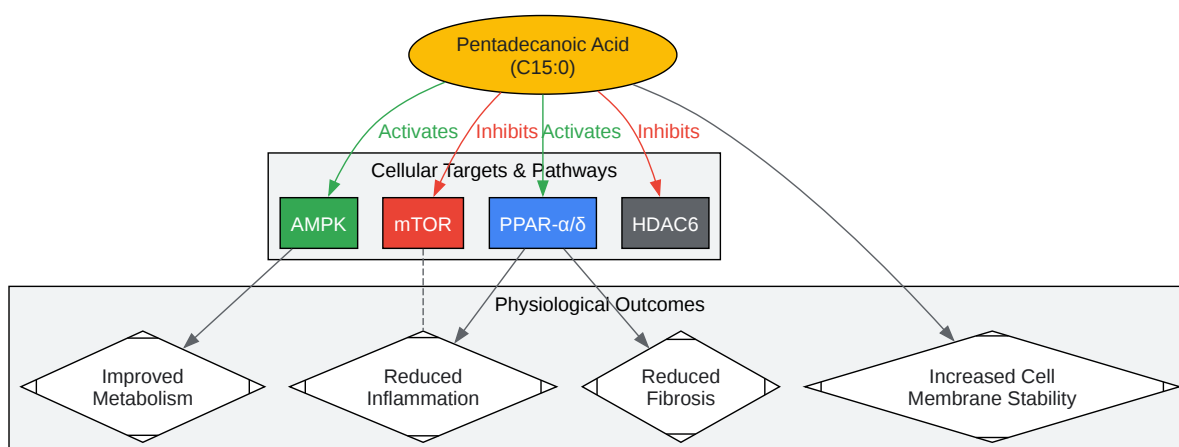 Pentadecanoic Acid
(C15:0)
Activates
Inhibits
Activates
Inhibits
Cellular Targets & Pathways
AMPK
mTOR
PPAR-α/δ
HDAC6
Physiological Outcomes
Improved
Metabolism
Reduced
Inflammation
Reduced
Fibrosis
Increased Cell
Membrane Stability